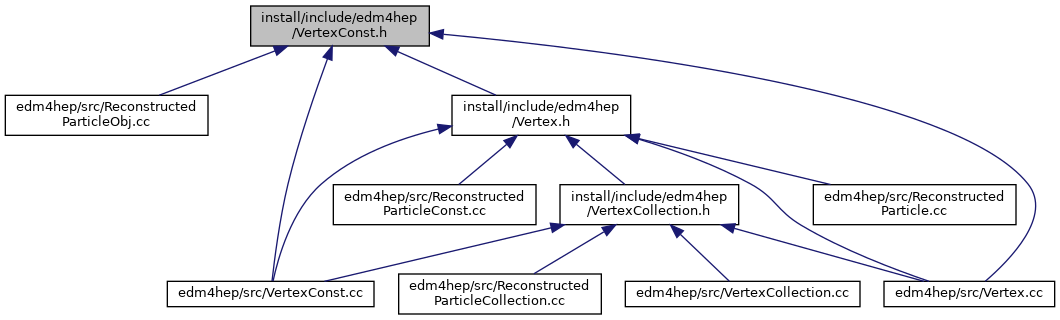 install/include/edm4hep
/VertexConst.h
edm4hep/src/Reconstructed
ParticleObj.cc
install/include/edm4hep
/Vertex.h
edm4hep/src/Reconstructed
ParticleConst.cc
install/include/edm4hep
/VertexCollection.h
edm4hep/src/Reconstructed
Particle.cc
edm4hep/src/VertexConst.cc
edm4hep/src/Reconstructed
ParticleCollection.cc
edm4hep/src/VertexCollection.cc
edm4hep/src/Vertex.cc